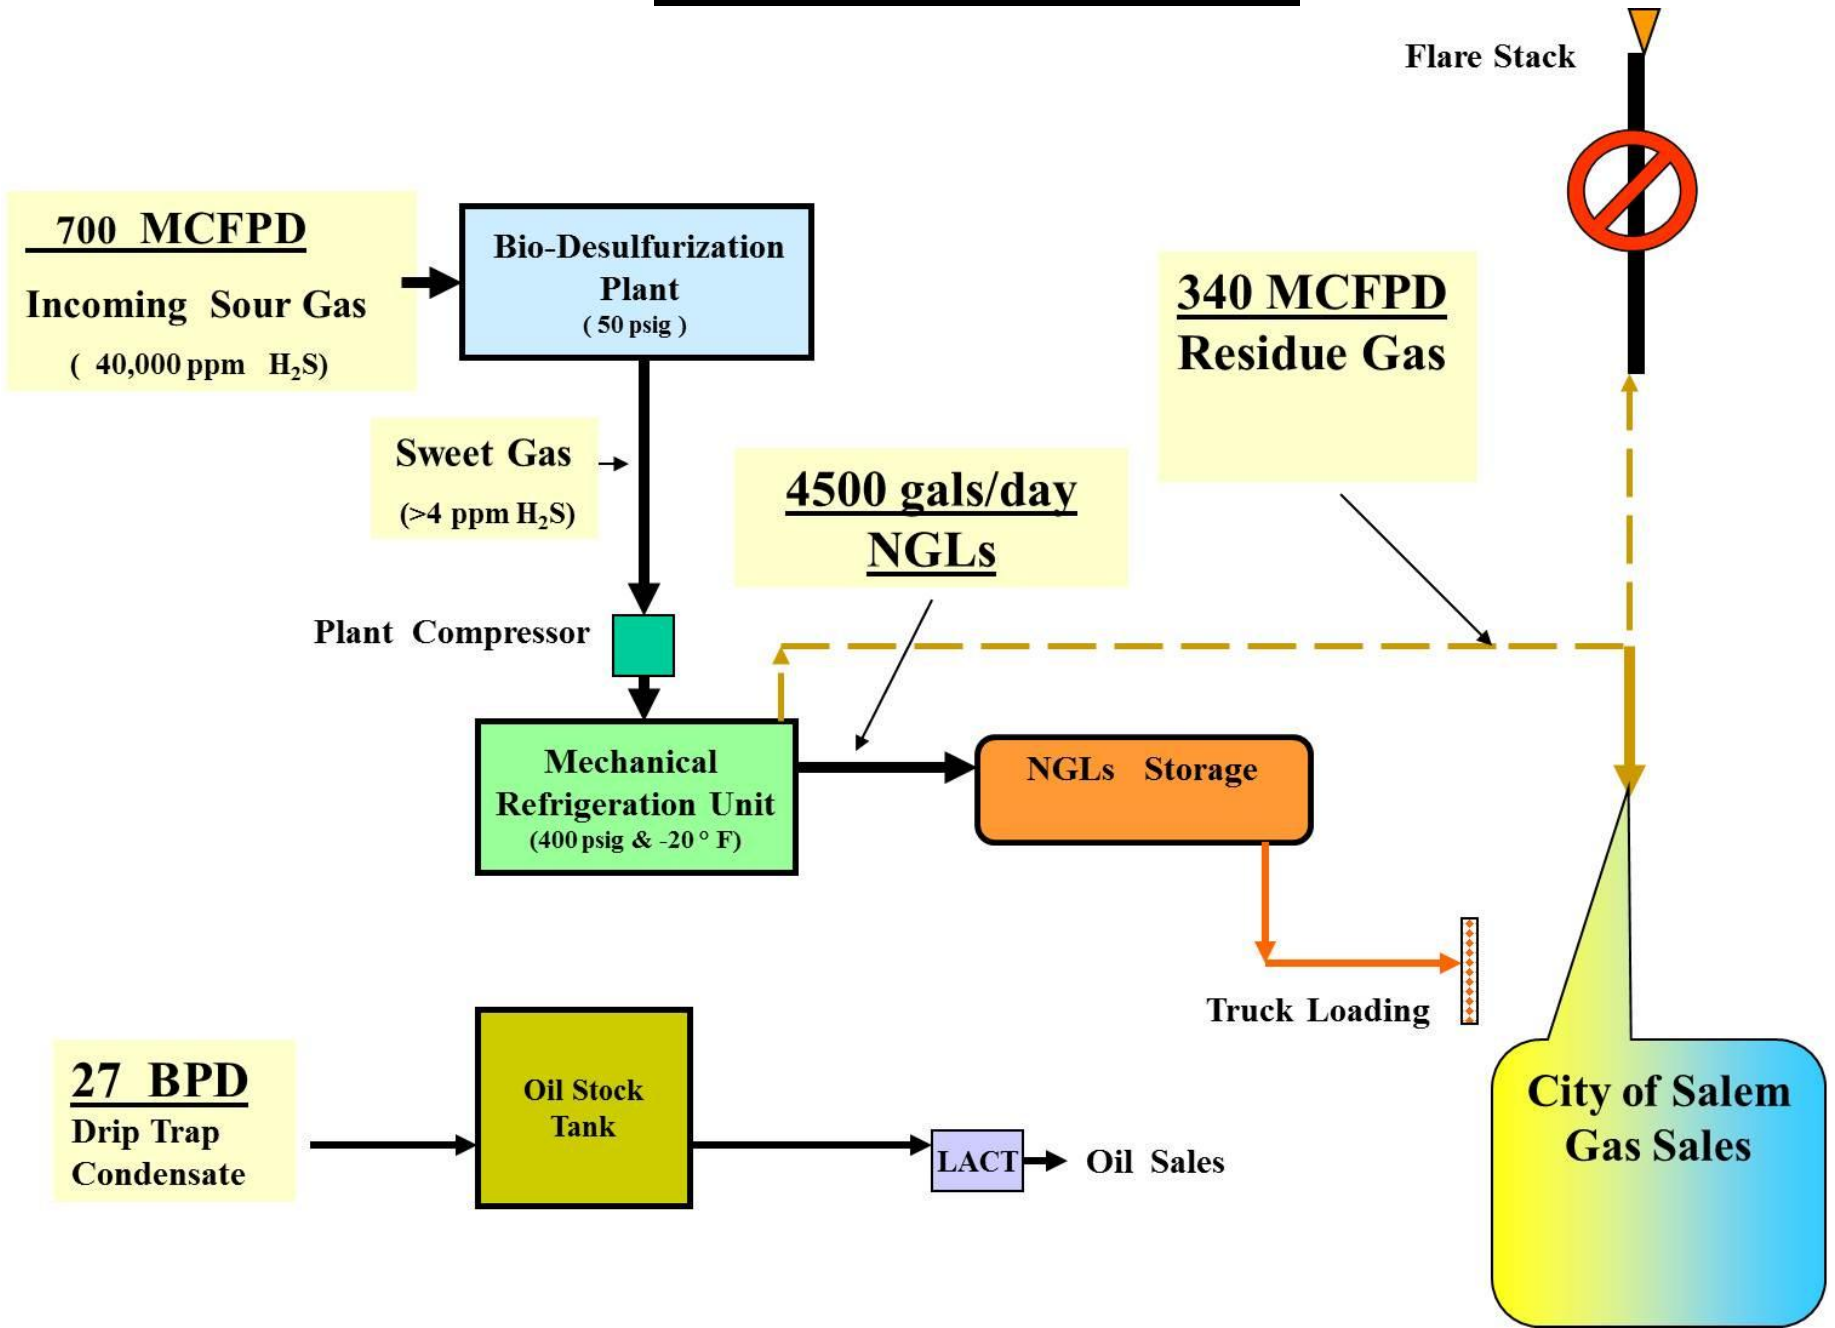 Flare Stack
700 MCFPD
Incoming Sour Gas
( 40,000 ppm H₂S)
Bio-Desulfurization
Plant
( 50 psig )
340 MCFPD
Residue Gas
Sweet Gas
(>4 ppm H₂S)
4500 gals/day
NGLs
Plant Compressor
Mechanical
Refrigeration Unit
(400 psig & -20 ° F)
NGLs Storage
Truck Loading
27 BPD
Drip Trap
Condensate
Oil Stock
Tank
LACT
Oil Sales
City of Salem
Gas Sales